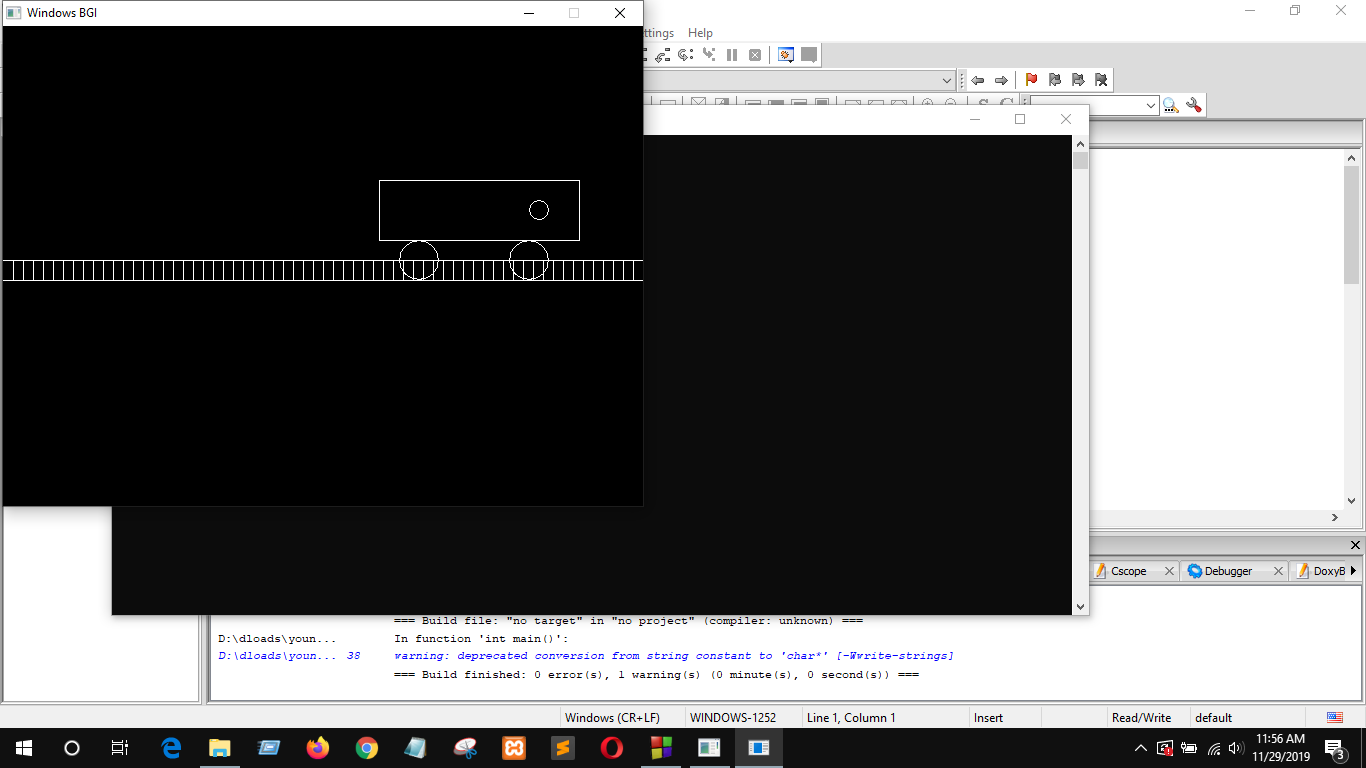 Windows BGI
ttings Help
Cscope
Debugger
DoxyB
=== Build file: "no target" in "no project" (compiler: unknown) ===
D:\dloads\youn... In function 'int main()':
D:\dloads\youn... 38 warning: deprecated conversion from string constant to 'char*' [-Wwrite-strings]
=== Build finished: 0 error(s), 1 warning(s) (0 minute(s), 0 second(s)) ===
Windows (CR+LF) WINDOWS-1252 Line 1, Column 1 Insert Read/Write default
11:56 AM
11/29/2019
3